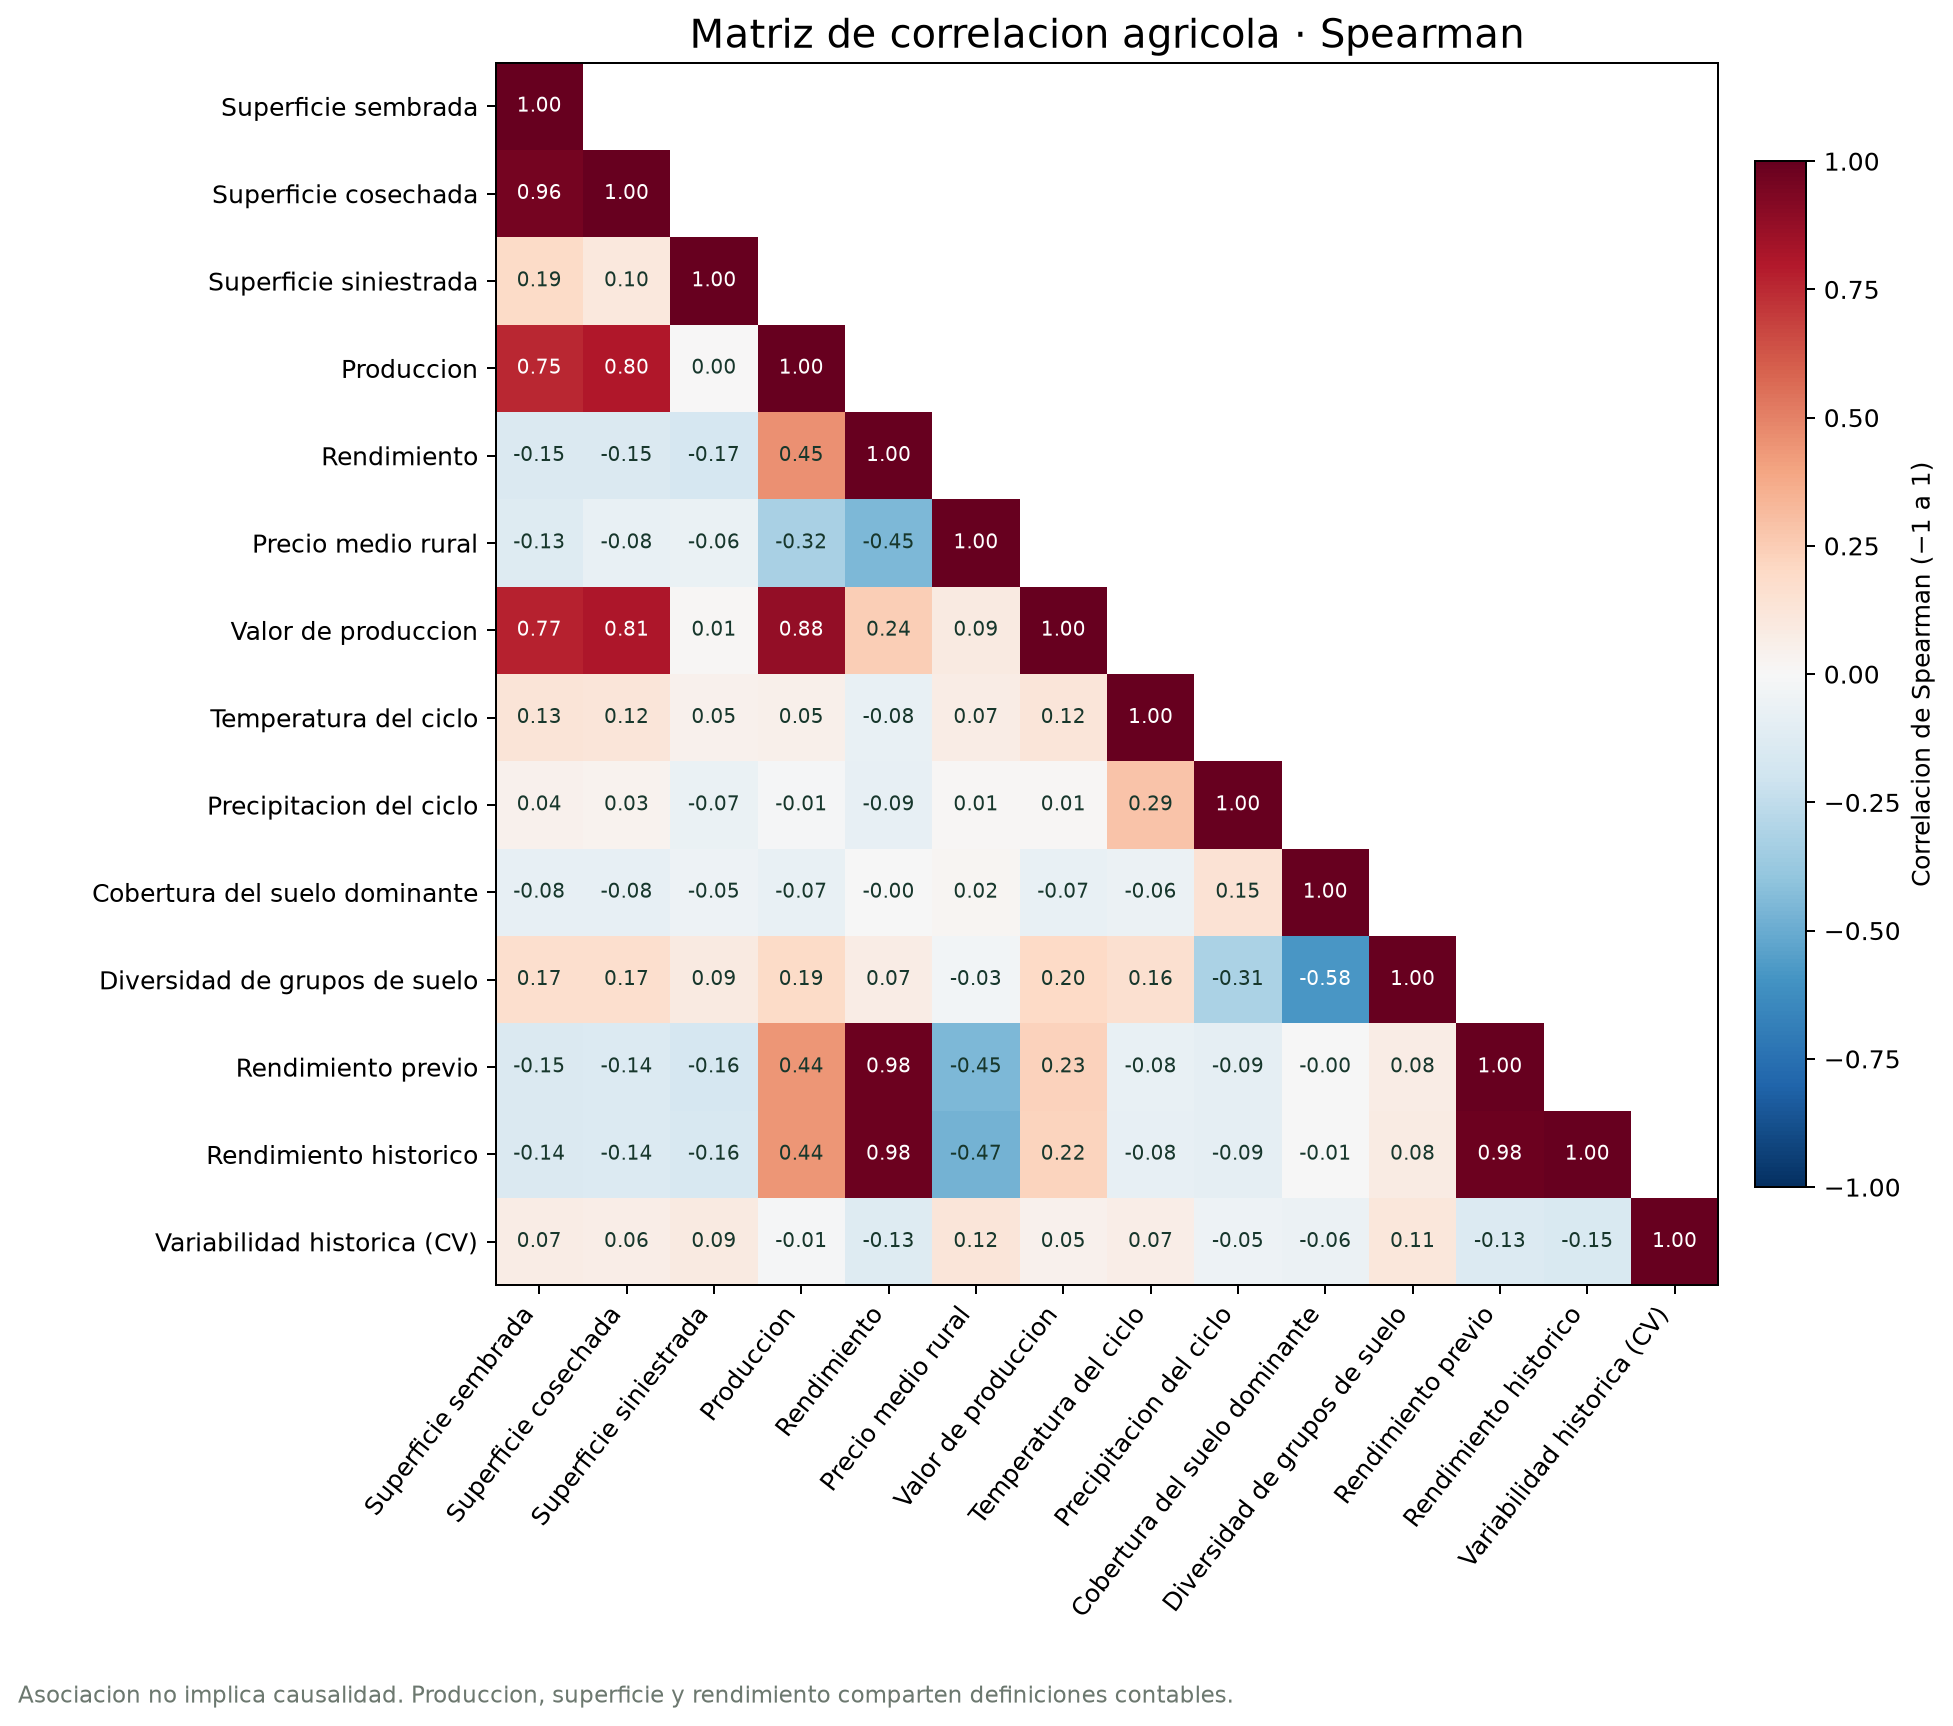 Matriz de correlacion agricola · Spearman
Superficie sembrada 1.00
Superficie cosechada 0.96 1.00
Superficie siniestrada 0.19 0.10 1.00
Produccion 0.75 0.80 0.00 1.00
Rendimiento -0.15 -0.15 -0.17 0.45 1.00
Precio medio rural -0.13 -0.08 -0.06 -0.32 -0.45 1.00
Valor de produccion 0.77 0.81 0.01 0.88 0.24 0.09 1.00
Temperatura del ciclo 0.13 0.12 0.05 0.05 -0.08 0.07 0.12 1.00
Precipitacion del ciclo 0.04 0.03 -0.07 -0.01 -0.09 0.01 0.01 0.29 1.00
Cobertura del suelo dominante -0.08 -0.08 -0.05 -0.07 -0.00 0.02 -0.07 -0.06 0.15 1.00
Diversidad de grupos de suelo 0.17 0.17 0.09 0.19 0.07 -0.03 0.20 0.16 -0.31 -0.58 1.00
Rendimiento previo -0.15 -0.14 -0.16 0.44 0.98 -0.45 0.23 -0.08 -0.09 -0.00 0.08 1.00
Rendimiento historico -0.14 -0.14 -0.16 0.44 0.98 -0.47 0.22 -0.08 -0.09 -0.01 0.08 0.98 1.00
Variabilidad historica (CV) 0.07 0.06 0.09 -0.01 -0.13 0.12 0.05 0.07 -0.05 -0.06 0.11 -0.13 -0.15 1.00
Superficie sembrada
Superficie cosechada
Superficie siniestrada
Produccion
Rendimiento
Precio medio rural
Valor de produccion
Temperatura del ciclo
Precipitacion del ciclo
Cobertura del suelo dominante
Diversidad de grupos de suelo
Rendimiento previo
Rendimiento historico
Variabilidad historica (CV)
1.00
0.75
0.50
0.25
0.00
−0.25
−0.50
−0.75
−1.00
Correlacion de Spearman (−1 a 1)
Asociacion no implica causalidad. Produccion, superficie y rendimiento comparten definiciones contables.